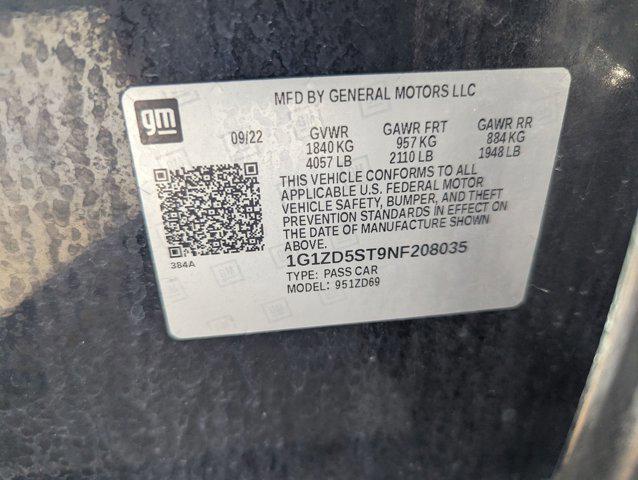 MFD BY GENERAL MOTORS LLC
gm
09/22 GVWR GAWR FRT GAWR RR
1840 KG 957 KG 884 KG
4057 LB 2110 LB 1948 LB
THIS VEHICLE CONFORMS TO ALL
APPLICABLE U.S. FEDERAL MOTOR
VEHICLE SAFETY, BUMPER, AND THEFT
PREVENTION STANDARDS IN EFFECT ON
THE DATE OF MANUFACTURE SHOWN
ABOVE.
384A
1G1ZD5ST9NF208035
TYPE: PASS CAR
MODEL: 951ZD69